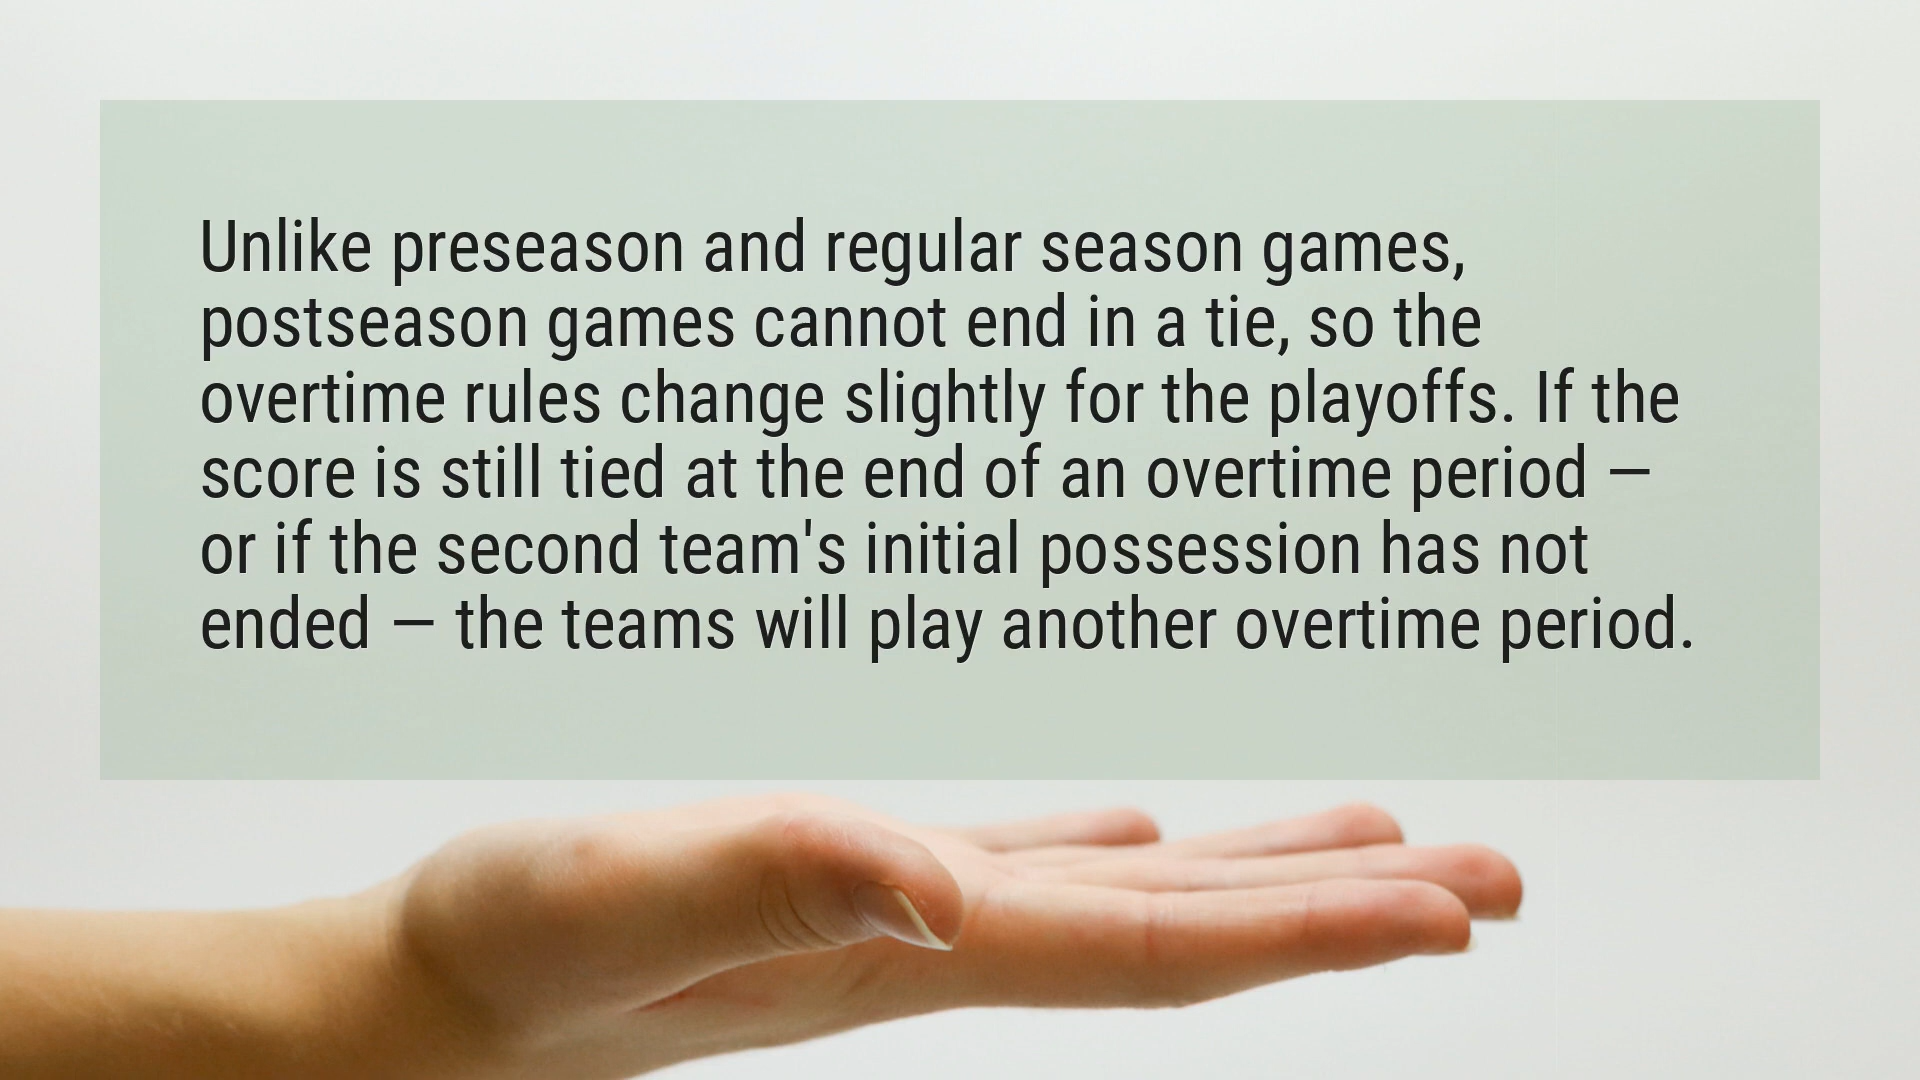 Unlike preseason and regular season games,
postseason games cannot end in a tie, so the
overtime rules change slightly for the playoffs. If the
score is still tied at the end of an overtime period —
or if the second team's initial possession has not
ended — the teams will play another overtime period.